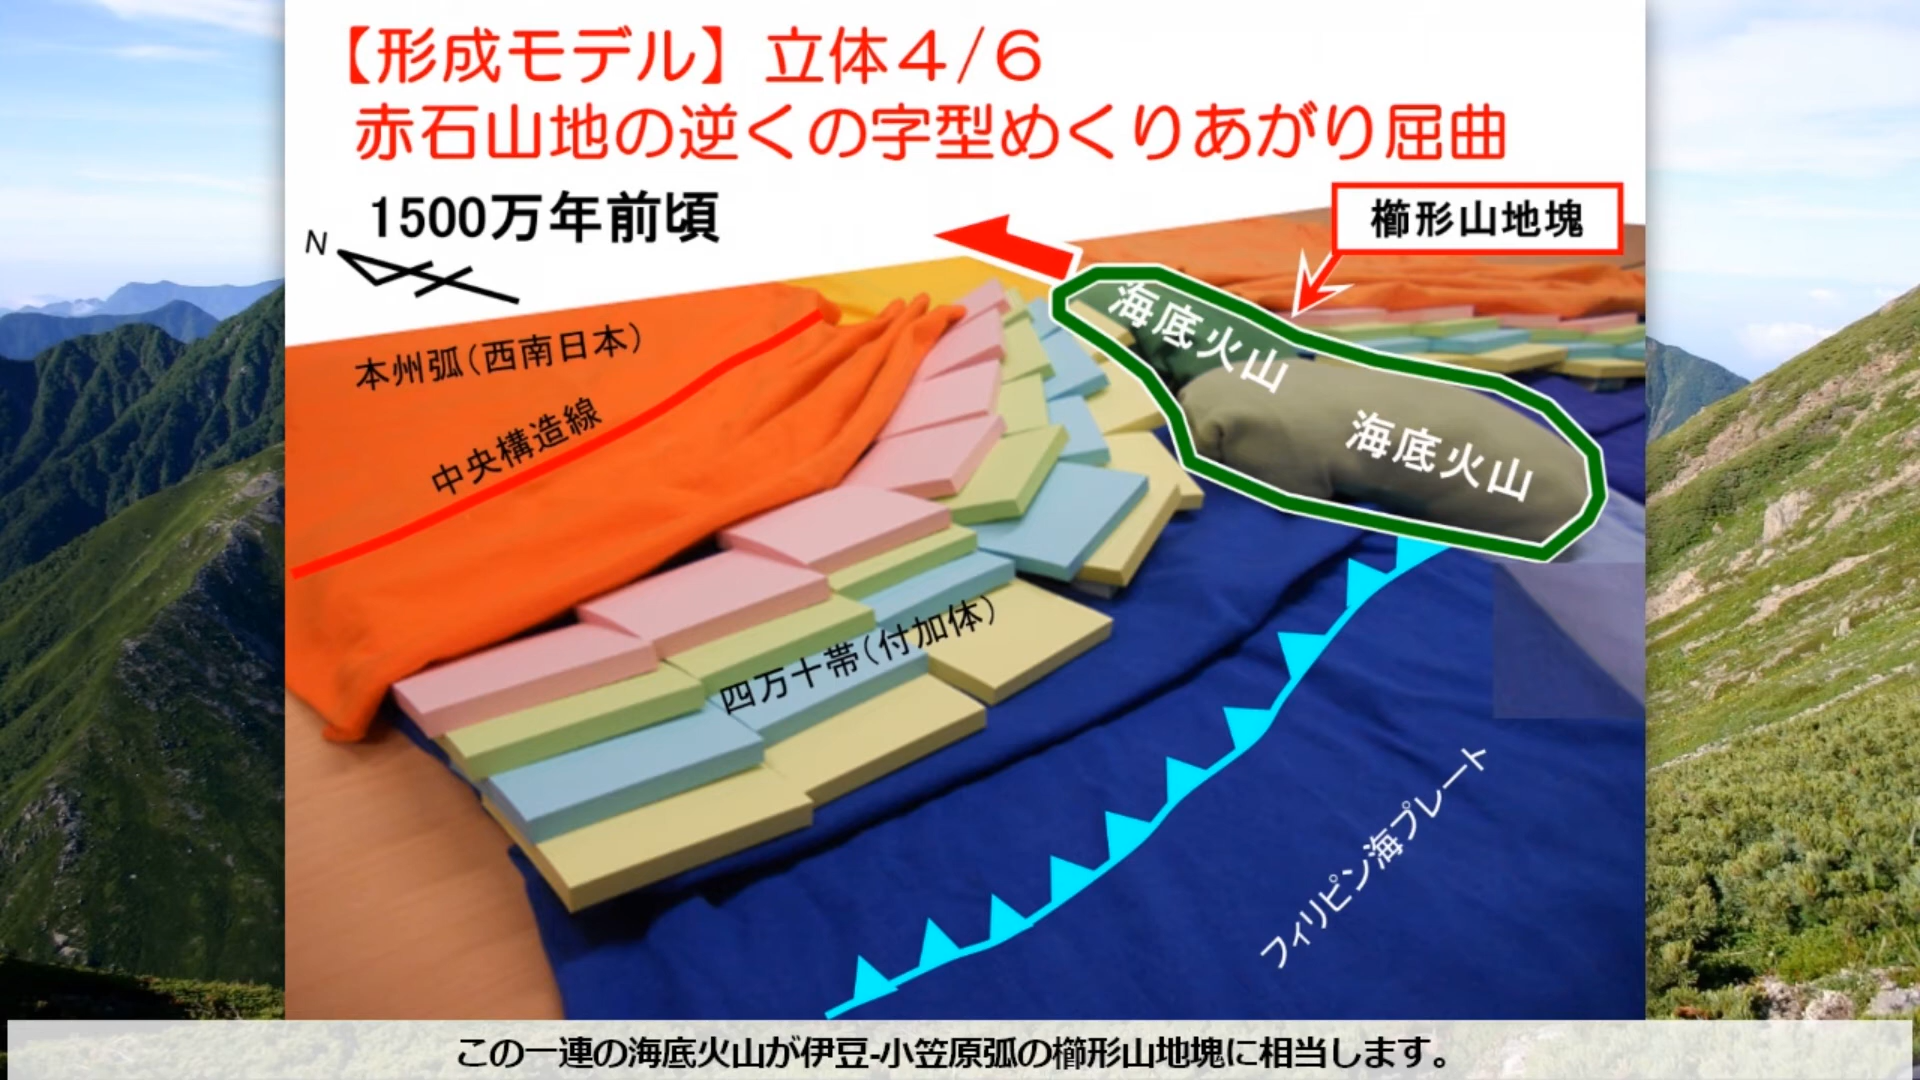 【形成モデル】立体４/６
赤石山地の逆くの字型めくりあがり屈曲
1500万年前頃
N
櫛形山地塊
海底火山
海底火山
本州弧（西南日本）
中央構造線
四万十帯（付加体）
フィリピン海プレート
この一連の海底火山が伊豆-小笠原弧の櫛形山地塊に相当します。